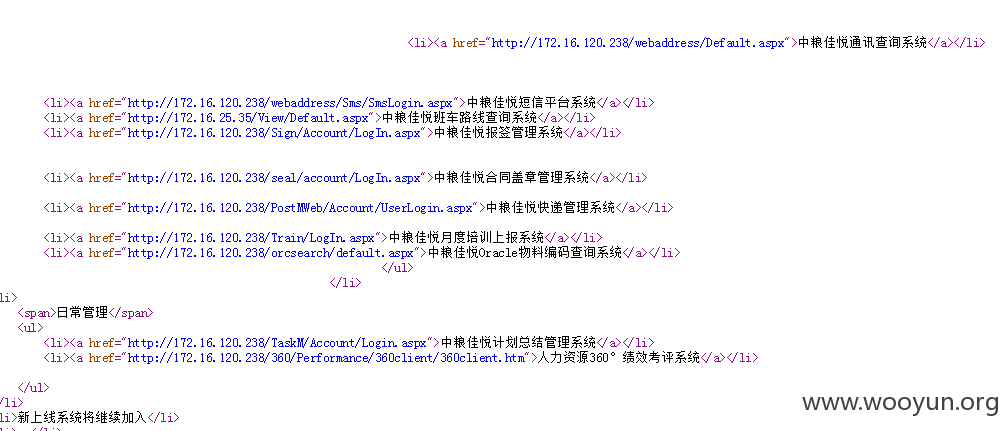 <li><a href="http://172.16.120.238/webaddress/Default.aspx">中粮佳悦通讯查询系统</a></li>
<li><a href="http://172.16.120.238/webaddress/Sms/SmsLogin.aspx">中粮佳悦短信平台系统</a></li>
<li><a href="http://172.16.25.35/View/Default.aspx">中粮佳悦班车路线查询系统</a></li>
<li><a href="http://172.16.120.238/Sign/Account/LogIn.aspx">中粮佳悦报签管理系统</a></li>
<li><a href="http://172.16.120.238/seal/account/LogIn.aspx">中粮佳悦合同盖章管理系统</a></li>
<li><a href="http://172.16.120.238/PostMWeb/Account/UserLogin.aspx">中粮佳悦快递管理系统</a></li>
<li><a href="http://172.16.120.238/Train/LogIn.aspx">中粮佳悦月度培训上报系统</a></li>
<li><a href="http://172.16.120.238/orcsearch/default.aspx">中粮佳悦Oracle物料编码查询系统</a></li>
</ul>
</li>
li>
<span>日常管理</span>
<ul>
<li><a href="http://172.16.120.238/TaskM/Account/Login.aspx">中粮佳悦计划总结管理系统</a></li>
<li><a href="http://172.16.120.238/360/Performance/360client/360client.htm">人力资源360°绩效考评系统</a></li>
</ul>
/li>
li>新上线系统将继续加入</li>
www.wooyun.org